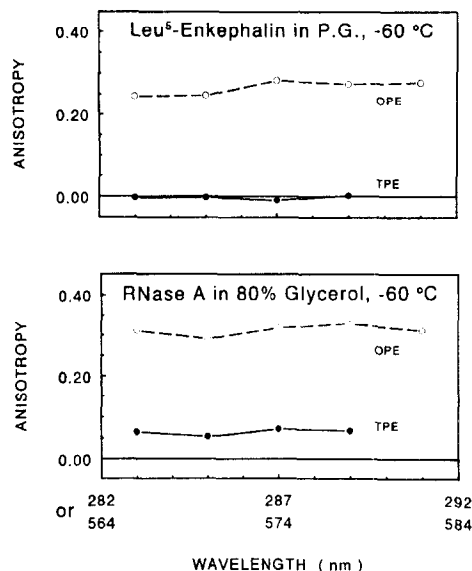 Leu⁵-Enkephalin in P.G., -60 °C
0.40
0.20
0.00
ANISOTROPY
OPE
TPE
RNase A in 80% Glycerol, -60 °C
0.40
0.20
0.00
ANISOTROPY
OPE
TPE
or
282 287 292
564 574 584
WAVELENGTH (nm)